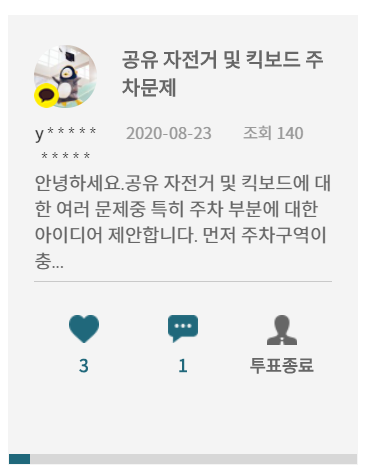 공유 자전거 및 킥보드 주
차문제
y*****
*****
2020-08-23
조회 140
안녕하세요.공유 자전거 및 킥보드에 대
한 여러 문제중 특히 주차 부분에 대한
아이디어 제안합니다. 먼저 주차구역이
충...
3
1
투표종료